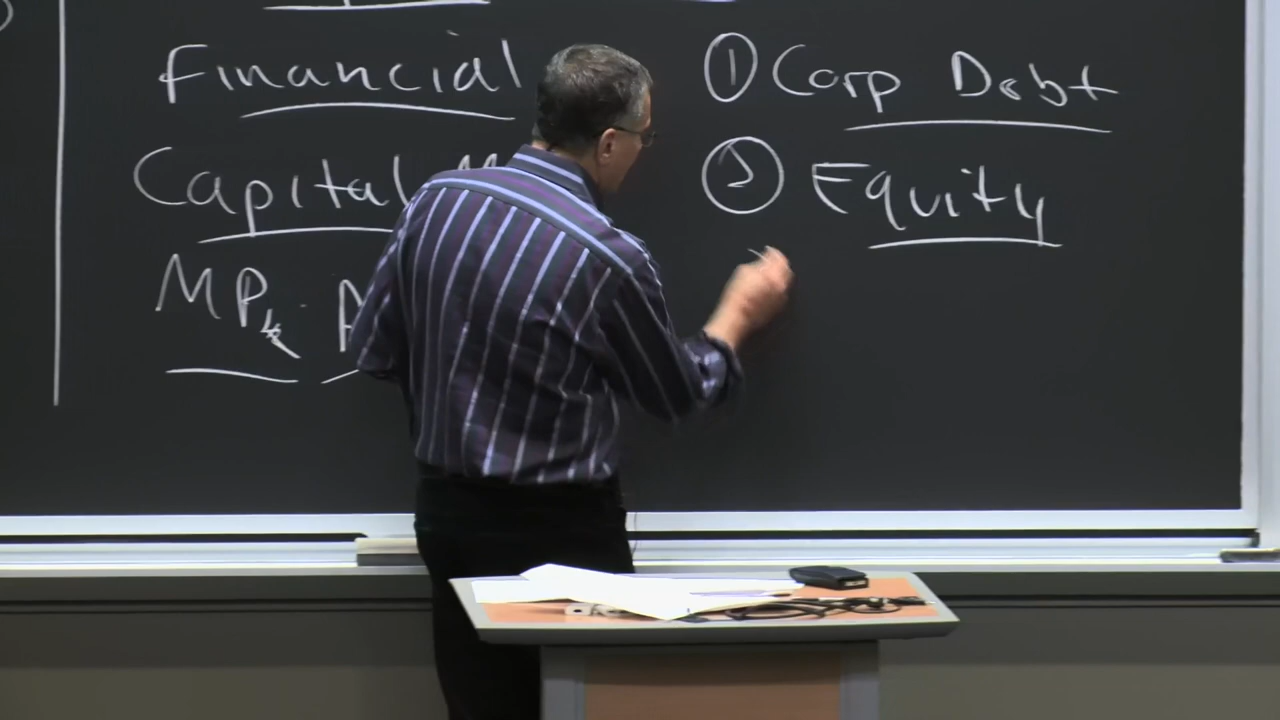 Financial
Capital
MPk
① Corp Debt
② Equity